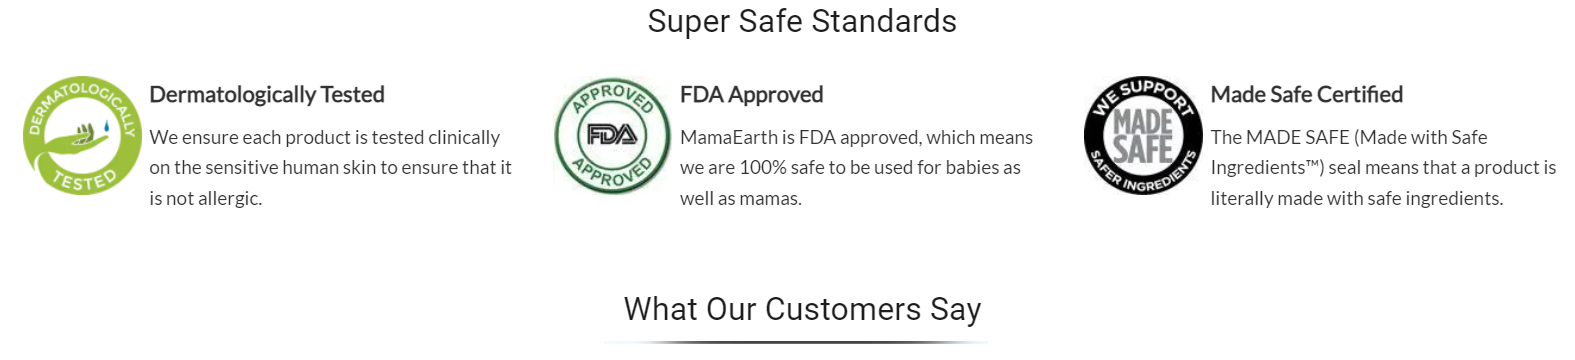 Super Safe Standards
DERMATOLOGICALLY
TESTED
Dermatologically Tested
We ensure each product is tested clinically
on the sensitive human skin to ensure that it
is not allergic.
APPROVED
FDA
APPROVED
FDA Approved
MamaEarth is FDA approved, which means
we are 100% safe to be used for babies as
well as mamas.
WE SUPPORT
MADE
SAFE
SAFER INGREDIENTS
Made Safe Certified
The MADE SAFE (Made with Safe
Ingredients™) seal means that a product is
literally made with safe ingredients.
What Our Customers Say